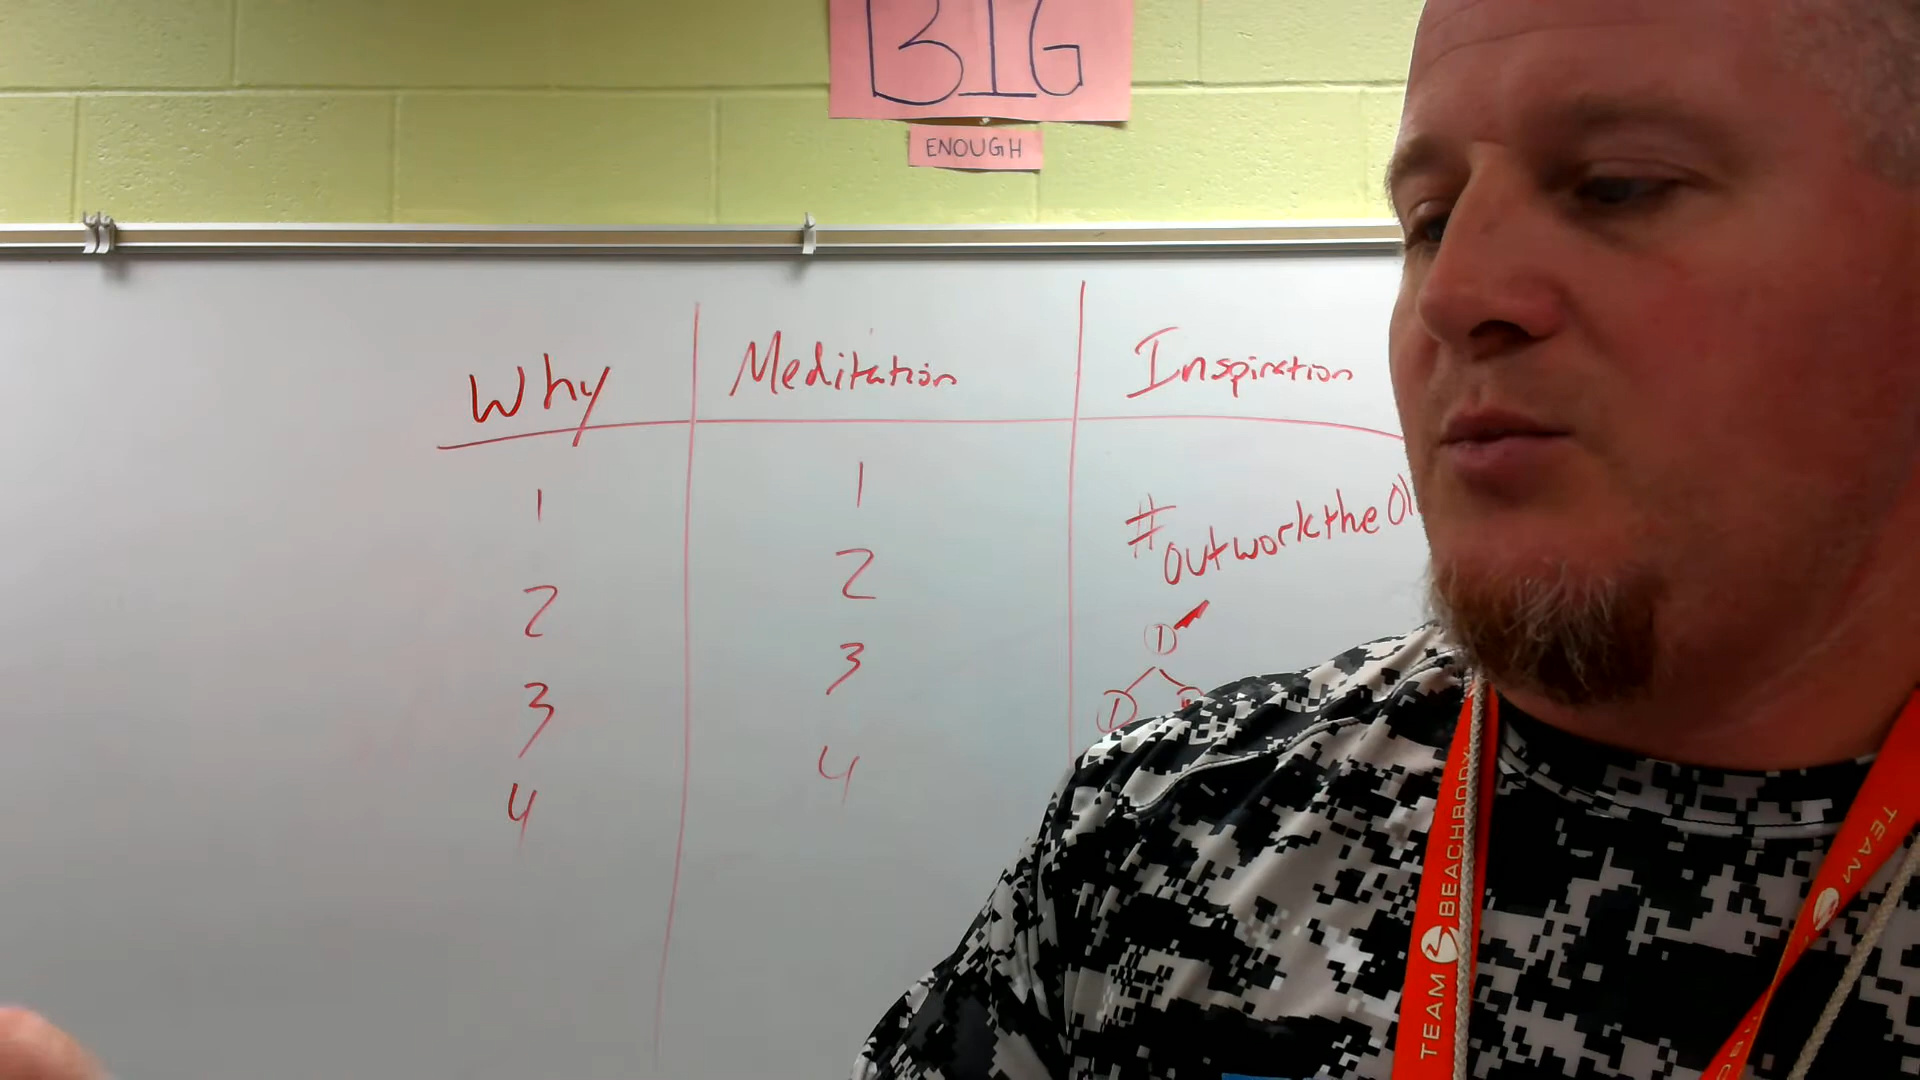 BIG
ENOUGH
Why Meditation Inspiration
1 1
#outworktheOl
2 2
3 3
4 4
D
D
TEAM BEACHBODY
TEAM